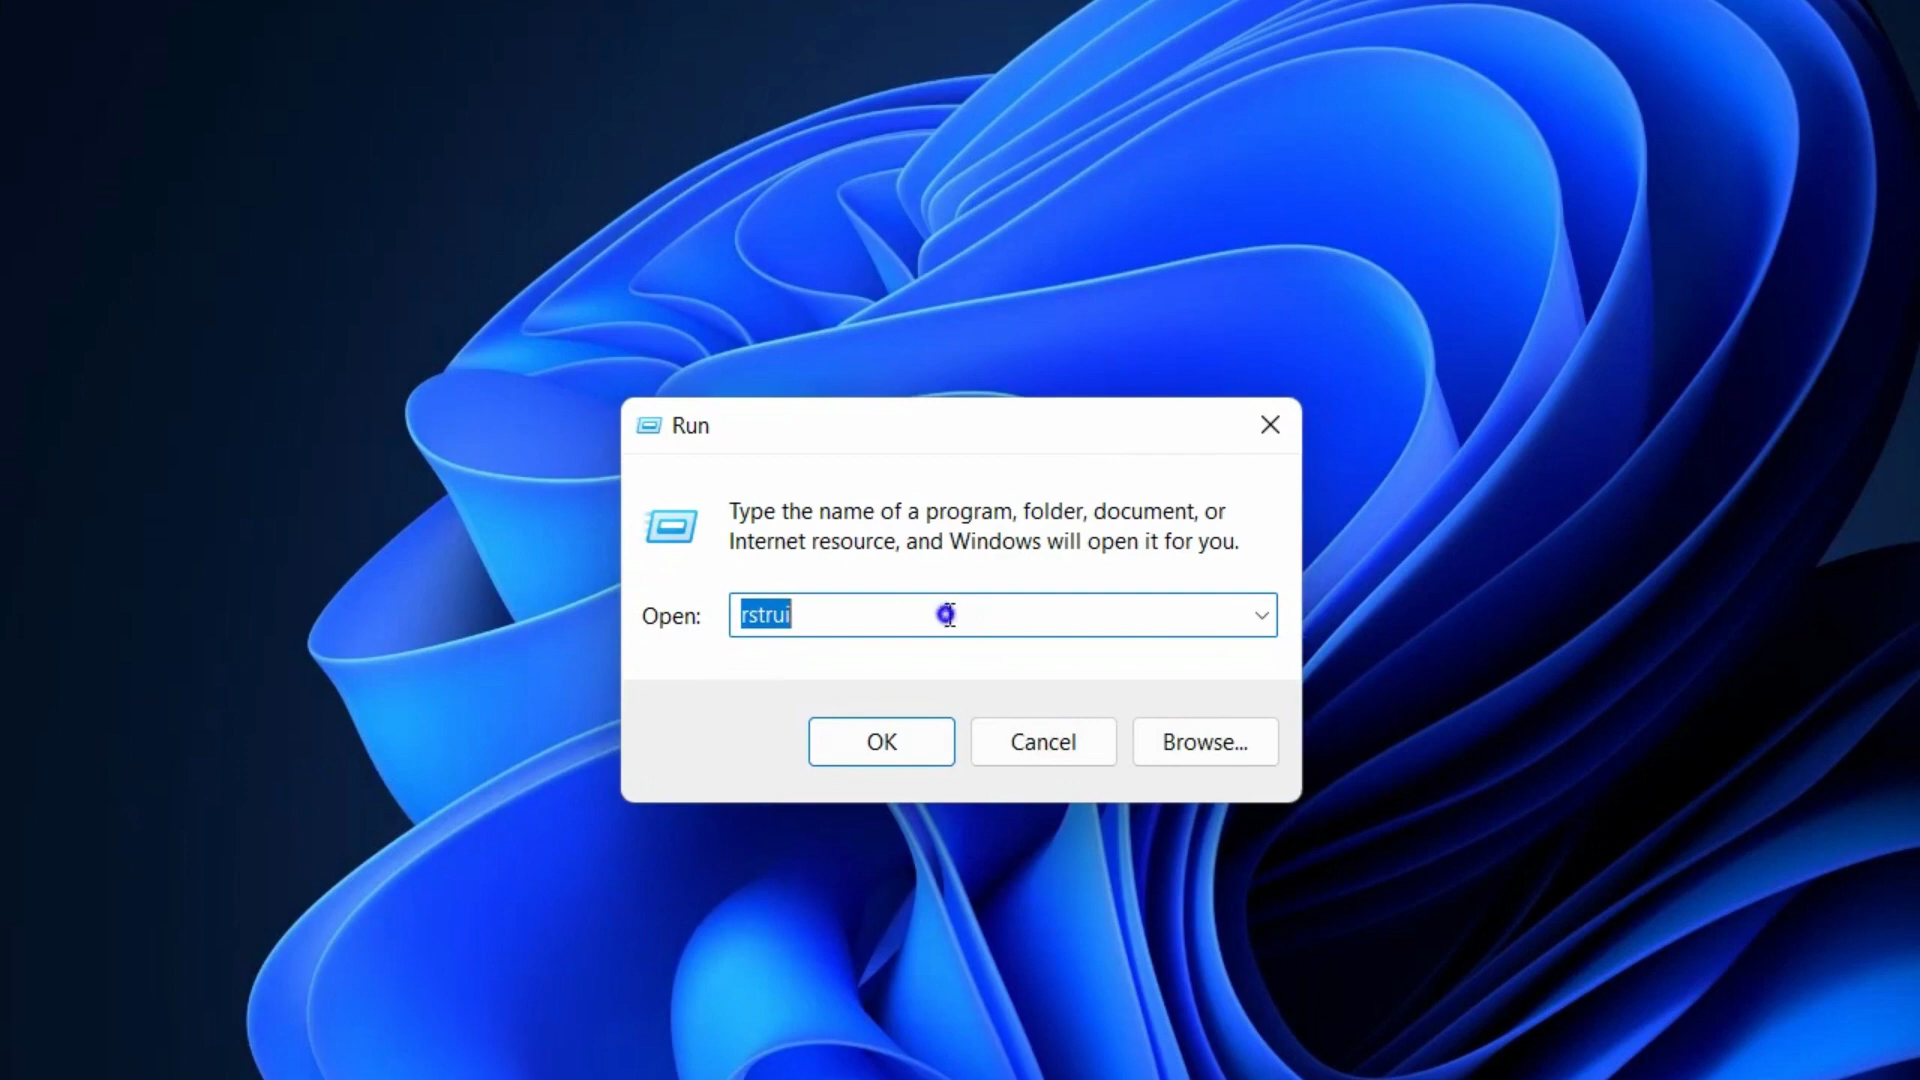 Run
Type the name of a program, folder, document, or
Internet resource, and Windows will open it for you.
Open: rstrui
OK Cancel Browse...